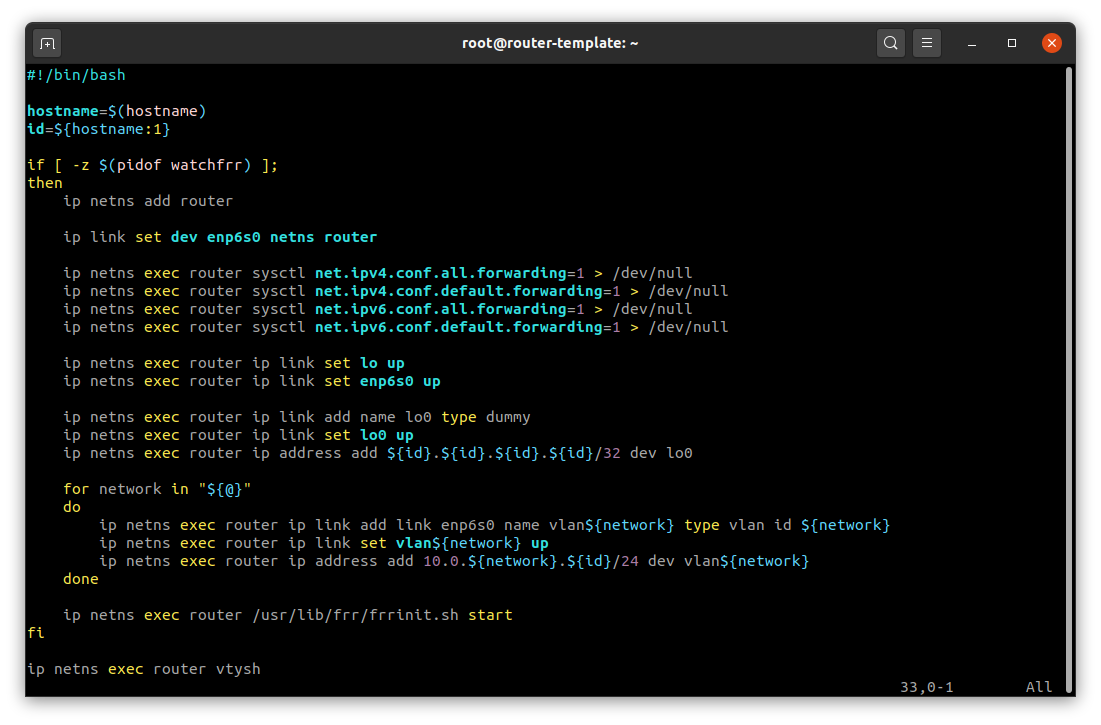 root@router-template: ~
#!/bin/bash

hostname=$(hostname)
id=${hostname:1}

if [ -z $(pidof watchfrr) ];
then
    ip netns add router

    ip link set dev enp6s0 netns router

    ip netns exec router sysctl net.ipv4.conf.all.forwarding=1 > /dev/null
    ip netns exec router sysctl net.ipv4.conf.default.forwarding=1 > /dev/null
    ip netns exec router sysctl net.ipv6.conf.all.forwarding=1 > /dev/null
    ip netns exec router sysctl net.ipv6.conf.default.forwarding=1 > /dev/null

    ip netns exec router ip link set lo up
    ip netns exec router ip link set enp6s0 up

    ip netns exec router ip link add name lo0 type dummy
    ip netns exec router ip link set lo0 up
    ip netns exec router ip address add ${id}.${id}.${id}.${id}/32 dev lo0

    for network in "${@}"
    do
        ip netns exec router ip link add link enp6s0 name vlan${network} type vlan id ${network}
        ip netns exec router ip link set vlan${network} up
        ip netns exec router ip address add 10.0.${network}.${id}/24 dev vlan${network}
    done

    ip netns exec router /usr/lib/frr/frrinit.sh start
fi

ip netns exec router vtysh
33,0-1 All